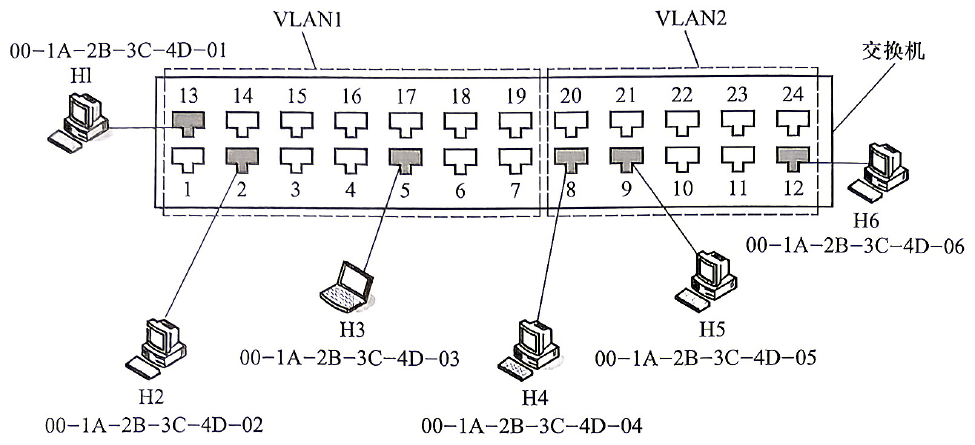 VLAN1 VLAN2
00-1A-2B-3C-4D-01
H1
交换机
13 14 15 16 17 18 19 20 21 22 23 24
1 2 3 4 5 6 7 8 9 10 11 12
H6
00-1A-2B-3C-4D-06
H3
00-1A-2B-3C-4D-03
H5
00-1A-2B-3C-4D-05
H2
00-1A-2B-3C-4D-02
H4
00-1A-2B-3C-4D-04